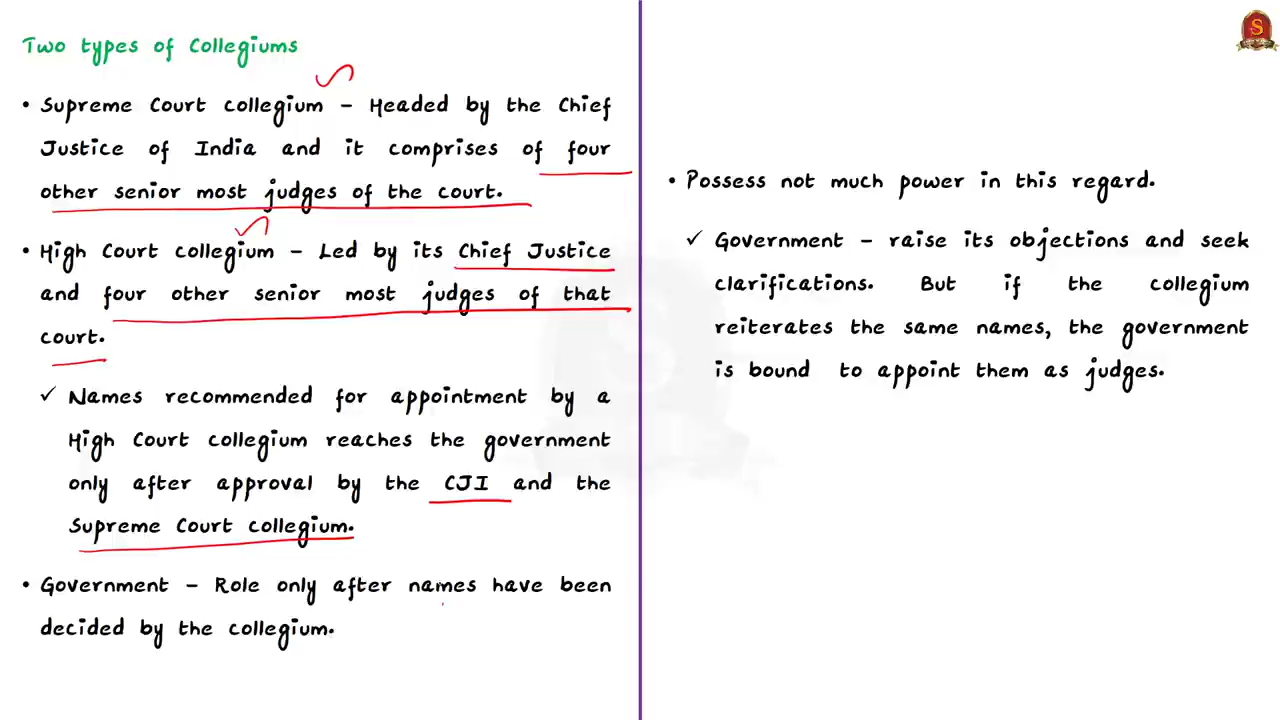 Two types of Collegiums
• Supreme Court collegium – Headed by the Chief
Justice of India and it comprises of four
other senior most judges of the court.
• High Court collegium – Led by its Chief Justice
and four other senior most judges of that
court.
✓ Names recommended for appointment by a
High Court collegium reaches the government
only after approval by the CJI and the
Supreme Court collegium.
• Government – Role only after names have been
decided by the collegium.
• Possess not much power in this regard.
✓ Government – raise its objections and seek
clarifications. But if the collegium
reiterates the same names, the government
is bound to appoint them as judges.
S